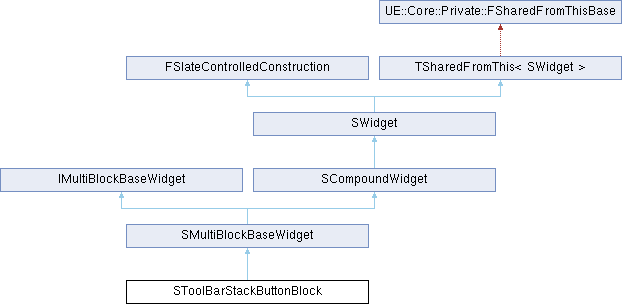 UE::Core::Private::FSharedFromThisBase
FSlateControlledConstruction
TSharedFromThis< SWidget >
SWidget
IMultiBlockBaseWidget
SCompoundWidget
SMultiBlockBaseWidget
SToolBarStackButtonBlock